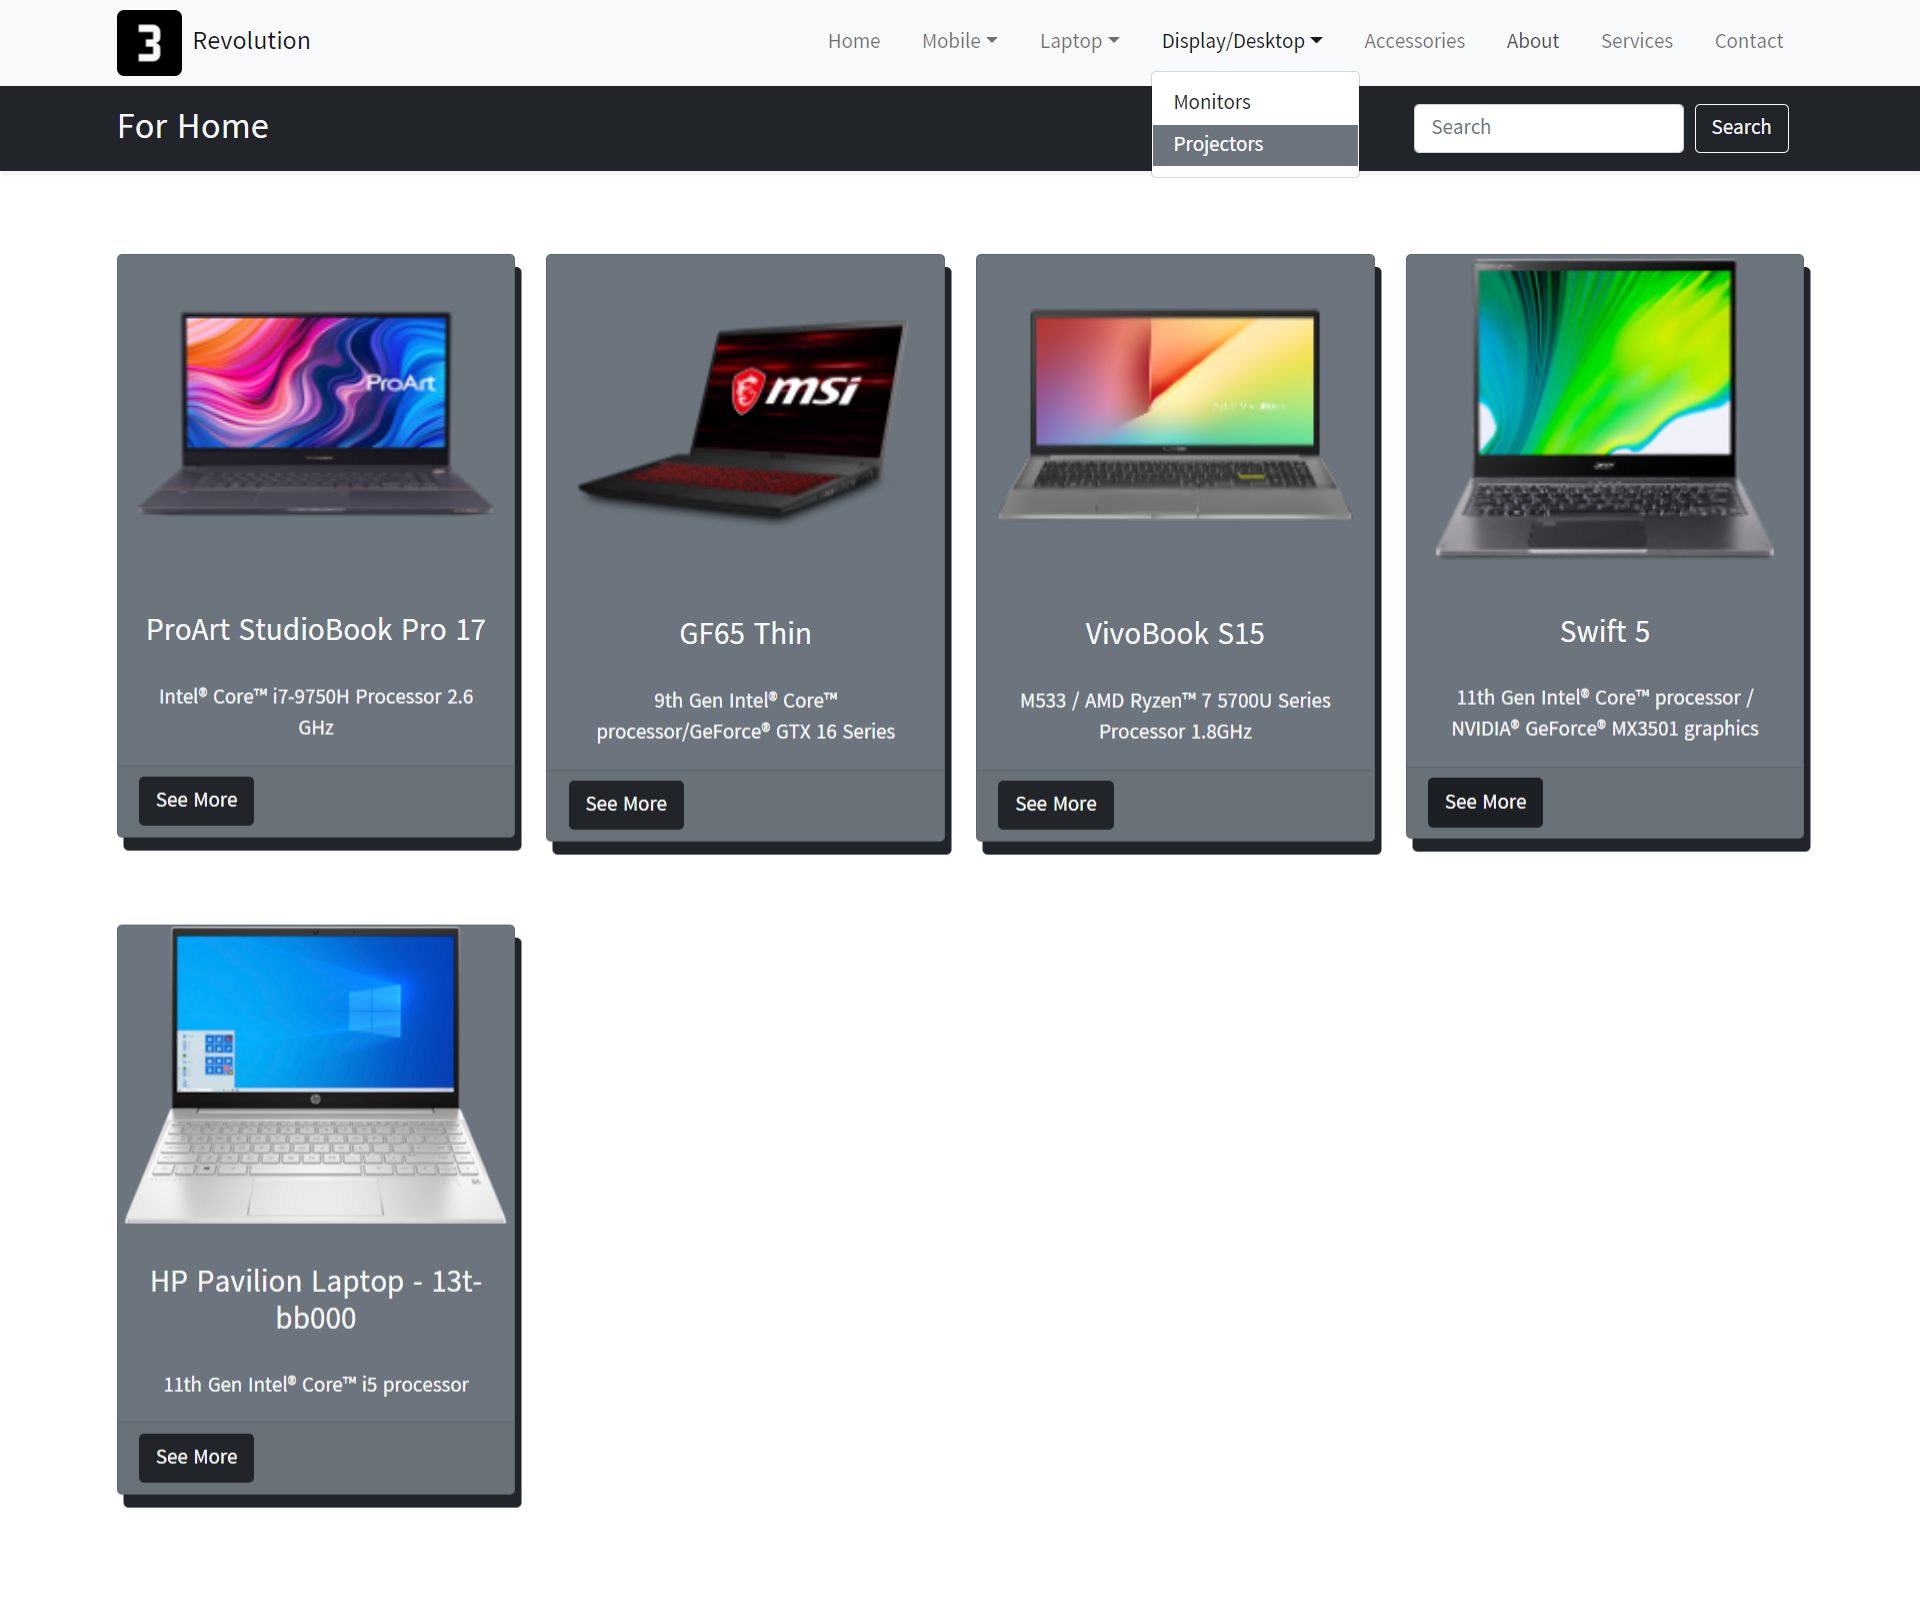 3 Revolution
Home Mobile Laptop Display/Desktop Accessories About Services Contact
Monitors
Projectors
For Home
Search Search
ProArt
msi
acer
ProArt StudioBook Pro 17
Intel® Core™ i7-9750H Processor 2.6
GHz
See More
GF65 Thin
9th Gen Intel® Core™
processor/GeForce® GTX 16 Series
See More
VivoBook S15
M533 / AMD Ryzen™ 7 5700U Series
Processor 1.8GHz
See More
Swift 5
11th Gen Intel® Core™ processor /
NVIDIA® GeForce® MX3501 graphics
See More
hp
HP Pavilion Laptop - 13t-
bb000
11th Gen Intel® Core™ i5 processor
See More